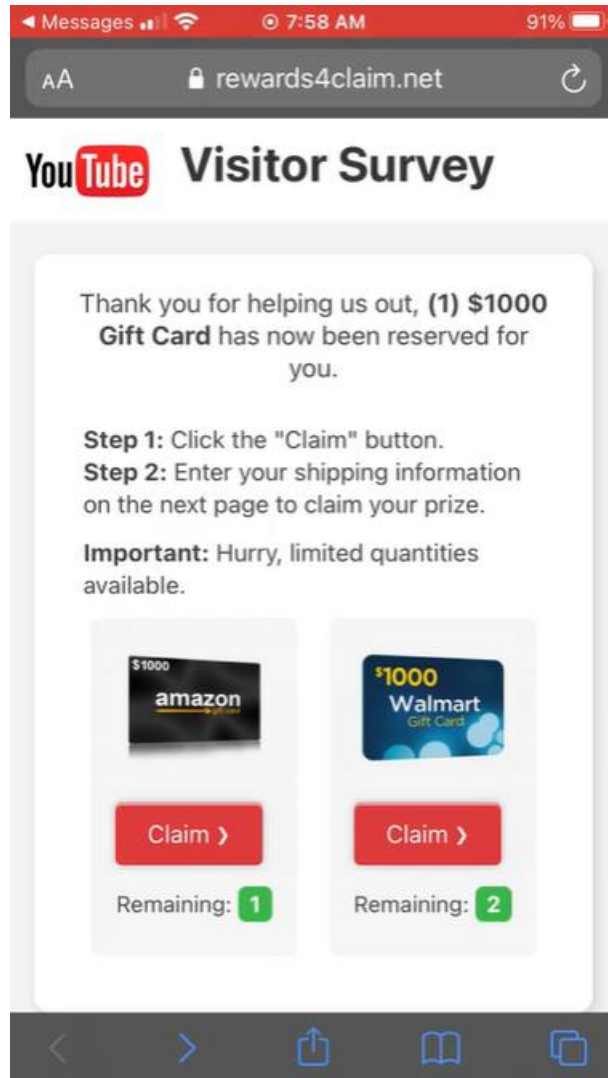 Messages 7:58 AM 91%
AA rewards4claim.net
YouTube Visitor Survey
Thank you for helping us out, (1) $1000
Gift Card has now been reserved for
you.
Step 1: Click the "Claim" button.
Step 2: Enter your shipping information
on the next page to claim your prize.
Important: Hurry, limited quantities
available.
$1000
amazon
gift card
$1000
Walmart
Gift Card
Claim ❯
Claim ❯
Remaining: 1
Remaining: 2